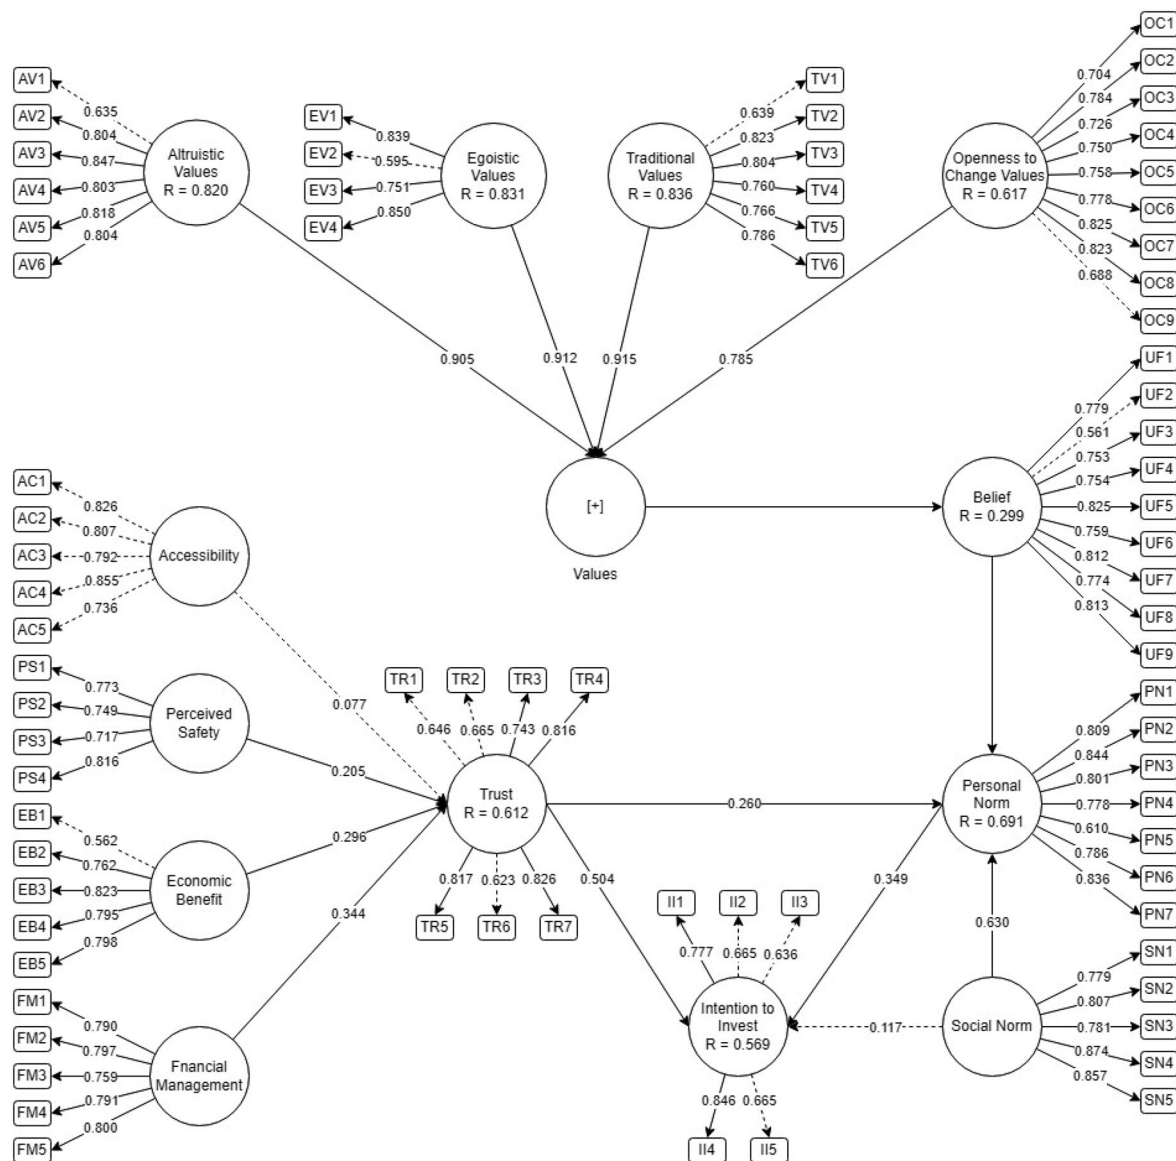 OC1
OC2
OC3
OC4
OC5
OC6
OC7
OC8
OC9
0.704
0.784
0.726
0.750
0.758
0.778
0.825
0.823
0.688
AV1
AV2
AV3
AV4
AV5
AV6
0.635
0.804
0.847
0.803
0.818
0.804
Altruistic
Values
R = 0.820
EV1
EV2
EV3
EV4
0.839
0.595
0.751
0.850
Egoistic
Values
R = 0.831
Traditional
Values
R = 0.836
0.639
0.823
0.804
0.760
0.766
0.786
TV1
TV2
TV3
TV4
TV5
TV6
Openness to
Change Values
R = 0.617
0.905
0.912
0.915
0.785
[+]
Values
Belief
R = 0.299
0.779
0.561
0.753
0.754
0.825
0.759
0.812
0.774
0.813
UF1
UF2
UF3
UF4
UF5
UF6
UF7
UF8
UF9
AC1
AC2
AC3
AC4
AC5
0.826
0.807
0.792
0.855
0.736
Accessibility
0.077
PS1
PS2
PS3
PS4
0.773
0.749
0.717
0.816
Perceived
Safety
0.205
EB1
EB2
EB3
EB4
EB5
0.562
0.762
0.823
0.795
0.798
Economic
Benefit
0.296
FM1
FM2
FM3
FM4
FM5
0.790
0.797
0.759
0.791
0.800
Fnancial
Management
0.344
TR1
TR2
TR3
TR4
0.646
0.665
0.743
0.816
Trust
R = 0.612
0.817
0.623
0.826
TR5
TR6
TR7
0.260
0.504
Personal
Norm
R = 0.691
0.809
0.844
0.801
0.778
0.610
0.786
0.836
PN1
PN2
PN3
PN4
PN5
PN6
PN7
0.349
0.630
II1
II2
II3
0.777
0.665
0.636
Intention to
Invest
R = 0.569
0.846
0.665
II4
II5
0.117
Social Norm
0.779
0.807
0.781
0.874
0.857
SN1
SN2
SN3
SN4
SN5